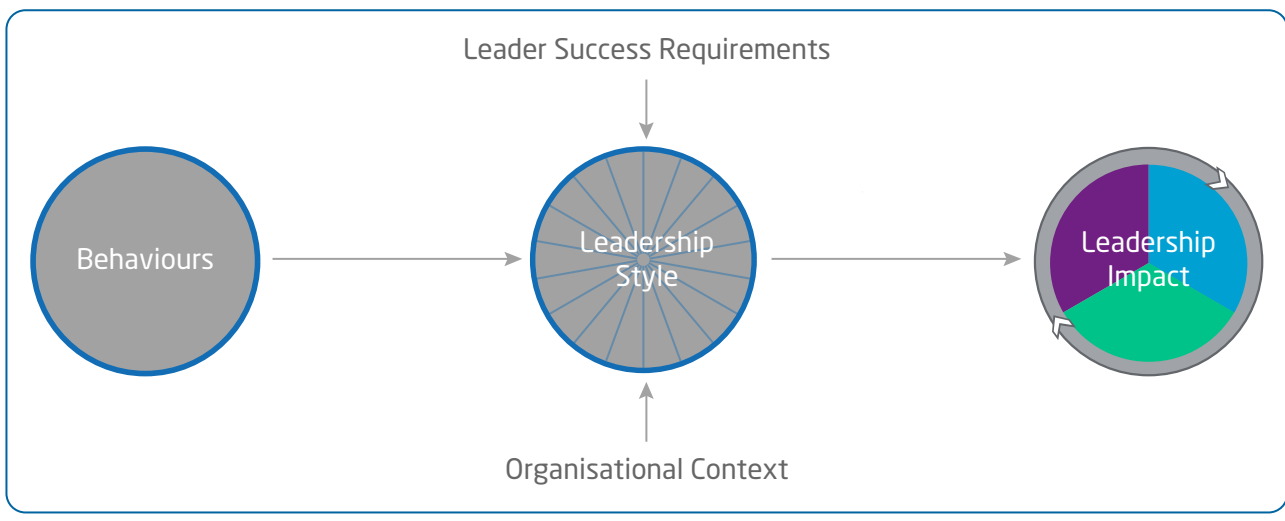 Leader Success Requirements
Behaviours
Leadership
Style
Leadership
Impact
Organisational Context